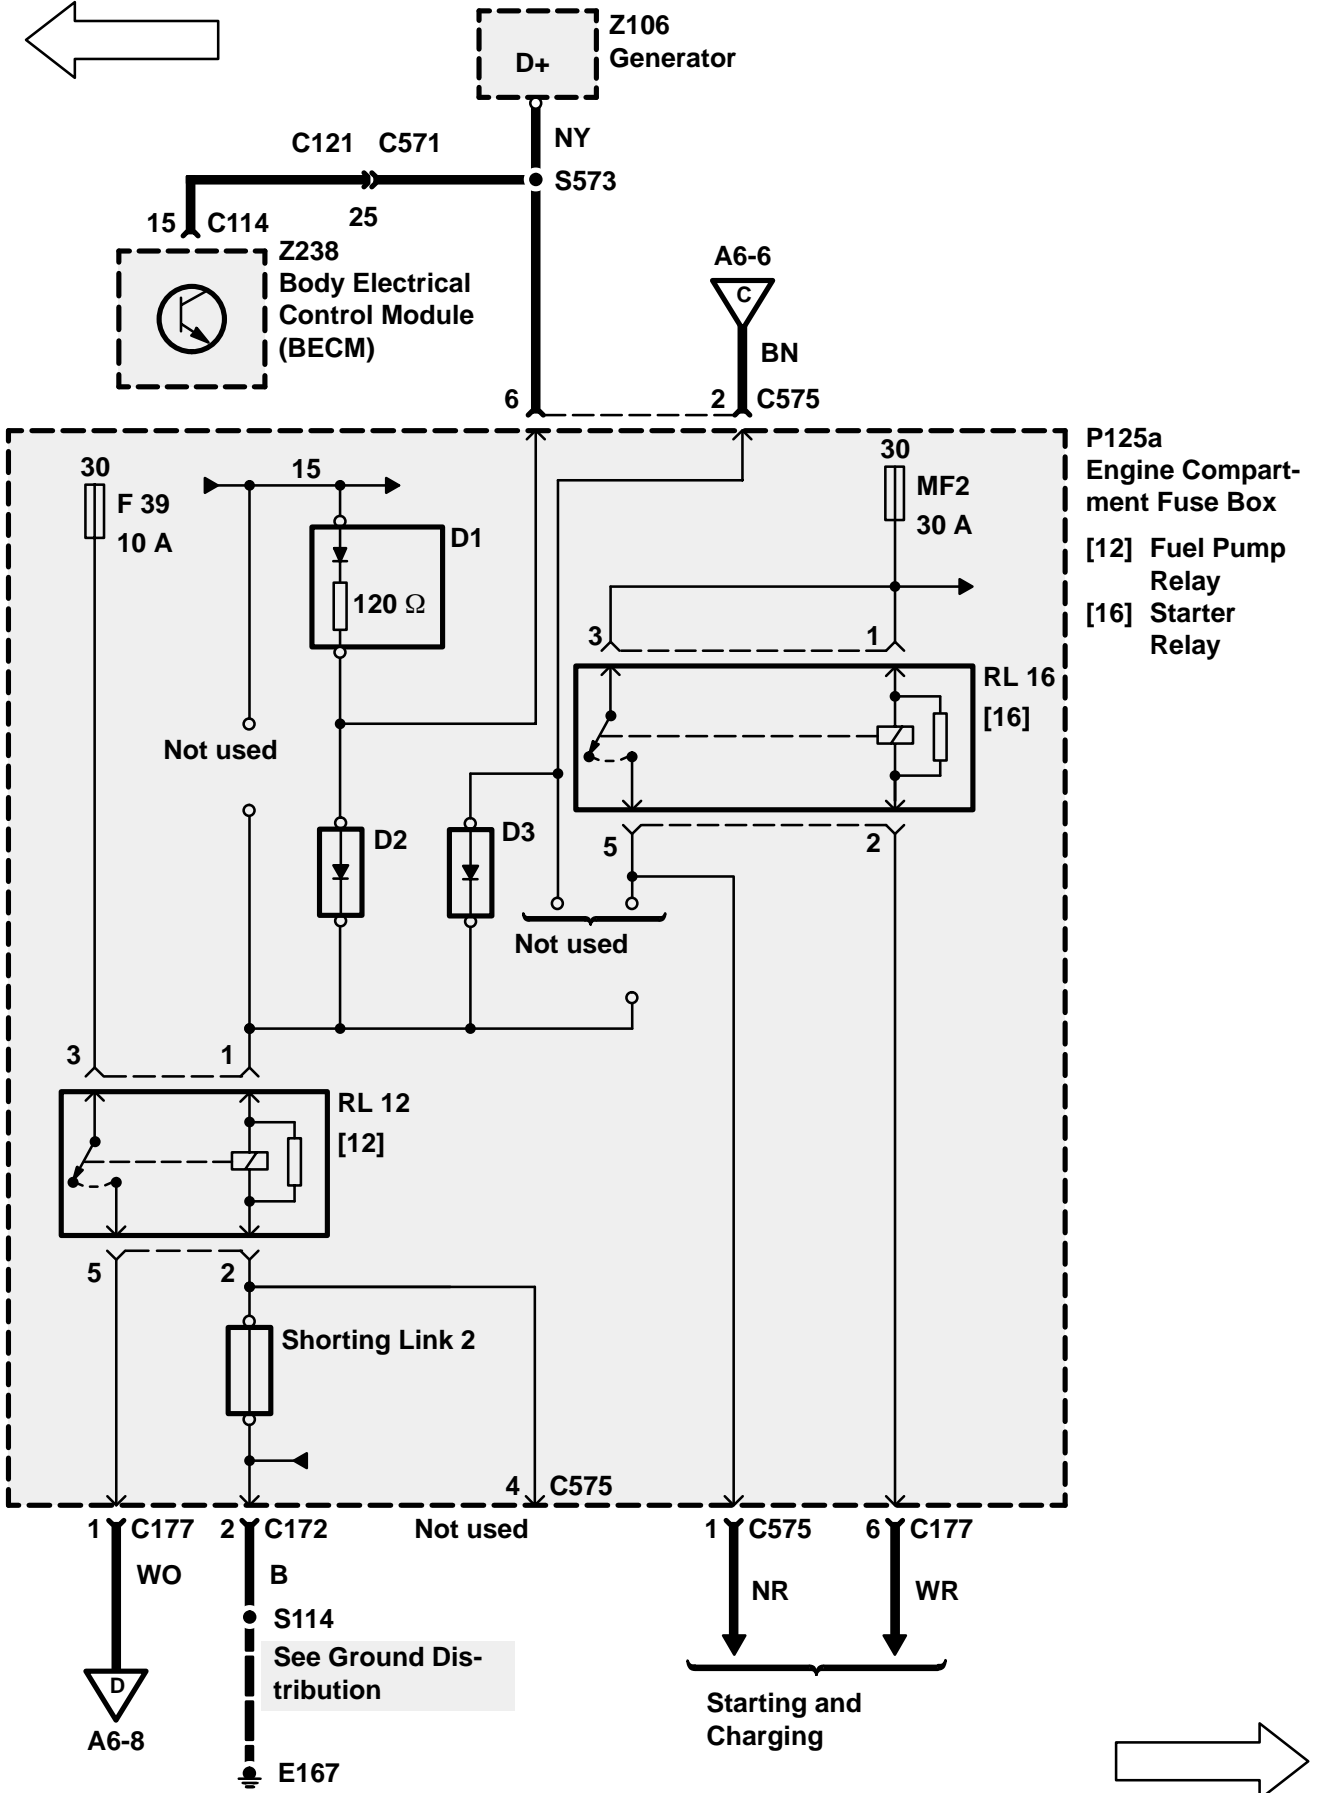 Z106
Generator
D+
NY
C121 C571
S573
25
15 C114
Z238
Body Electrical
Control Module
(BECM)
A6-6
C
BN
6
2 C575
P125a
Engine Compart-
ment Fuse Box
[12] Fuel Pump
Relay
[16] Starter
Relay
30
F 39
10 A
15
D1
120 Ω
30
MF2
30 A
3
1
RL 16
[16]
Not used
D2
D3
5
2
Not used
3
1
RL 12
[12]
5
2
Shorting Link 2
4 C575
1 C177
2 C172
Not used
1 C575
6 C177
WO
B
NR
WR
S114
See Ground Dis-
tribution
D
A6-8
E167
Starting and
Charging